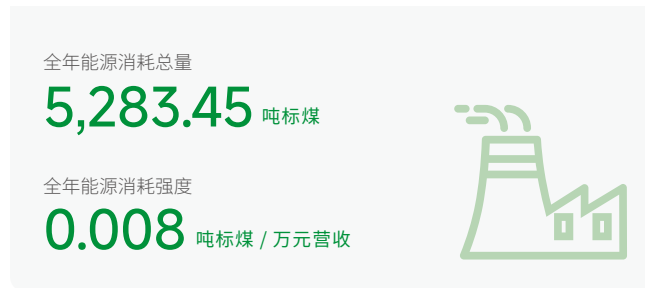 全年能源消耗总量
5,283.45 吨标煤
全年能源消耗强度
0.008 吨标煤 / 万元营收